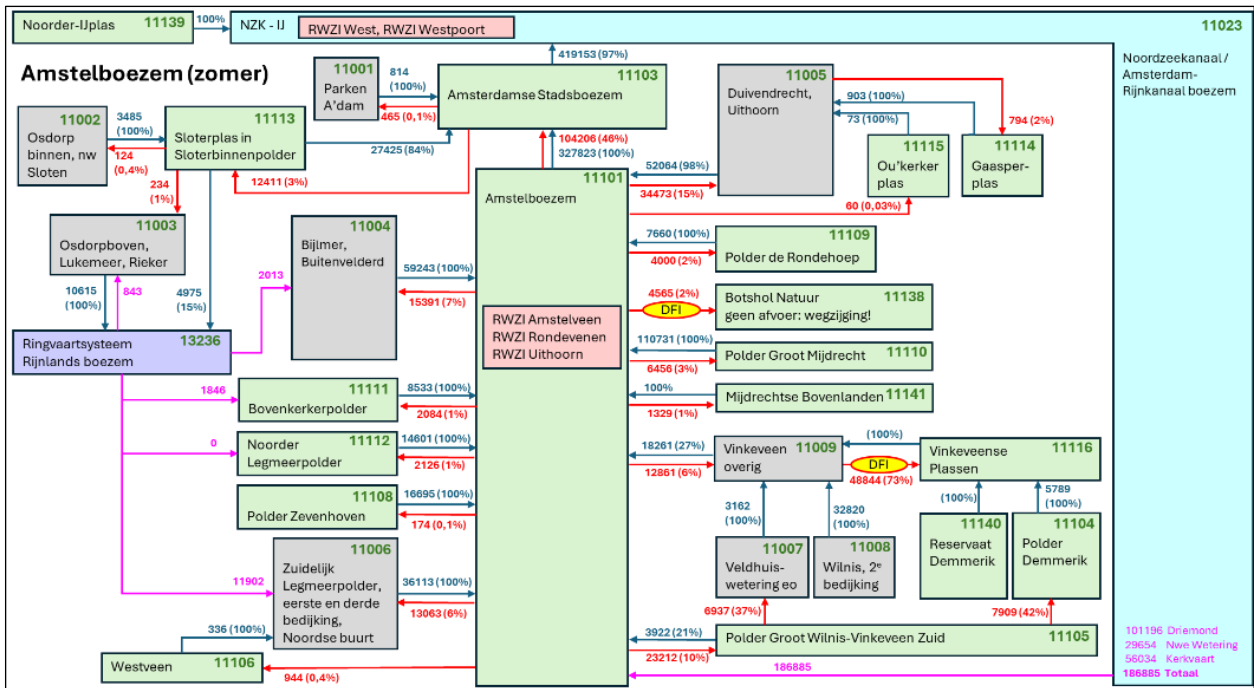 Noorder-IJplas 11139
100%
NZK - IJ
RWZI West, RWZI Westpoort
11023
Noordzeekanaal /
Amsterdam-
Rijnkanaal boezem
Amstelboezem (zomer)
419153 (97%)
11001
Parken
A'dam
814
(100%)
465 (0,1%)
11103
Amsterdamse Stadsboezem
11005
Duivendrecht,
Uithoorn
903 (100%)
73 (100%)
794 (2%)
11115
Ou'kerker
plas
11114
Gaasper-
plas
11002
Osdorp
binnen, nw
Sloten
3485
(100%)
124
(0,4%)
11113
Sloterplas in
Sloterbinnenpolder
27425 (84%)
12411 (3%)
104206 (46%)
327823 (100%)
52064 (98%)
34473 (15%)
60 (0,03%)
234
(1%)
11003
Osdorpboven,
Lukemeer, Rieker
11004
Bijlmer,
Buitenvelderd
11101
Amstelboezem
7660 (100%)
4000 (2%)
11109
Polder de Rondehoep
10615
(100%)
843
4975
(15%)
2013
59243 (100%)
15391 (7%)
4565 (2%)
DFI
Botshol Natuur 11138
geen afvoer: wegzijging!
RWZI Amstelveen
RWZI Rondevenen
RWZI Uithoorn
Ringvaartsysteem 13236
Rijnlands boezem
110731 (100%)
6456 (3%)
Polder Groot Mijdrecht 11110
1846
11111
Bovenkerkerpolder
8533 (100%)
2084 (1%)
100%
1329 (1%)
Mijdrechtse Bovenlanden 11141
0
11112
Noorder
Legmeerpolder
14601 (100%)
2126 (1%)
18261 (27%)
12861 (6%)
Vinkeveen 11009
overig
(100%)
DFI
48844 (73%)
Vinkeveense 11116
Plassen
11108
Polder Zevenhoven
16695 (100%)
174 (0,1%)
3162
(100%)
32820
(100%)
(100%)
5789
(100%)
11006
Zuidelijk
Legmeerpolder,
eerste en derde
bedijking,
Noordse buurt
11902
36113 (100%)
13063 (6%)
11007
Veldhuis-
wetering eo
11008
Wilnis, 2e
bedijking
11140
Reservaat
Demmerik
11104
Polder
Demmerik
6937 (37%)
7909 (42%)
336 (100%)
Westveen 11106
944 (0,4%)
3922 (21%)
23212 (10%)
Polder Groot Wilnis-Vinkeveen Zuid 11105
186885
101196 Driemond
29654 Nwe Wetering
56034 Kerkvaart
186885 Totaal